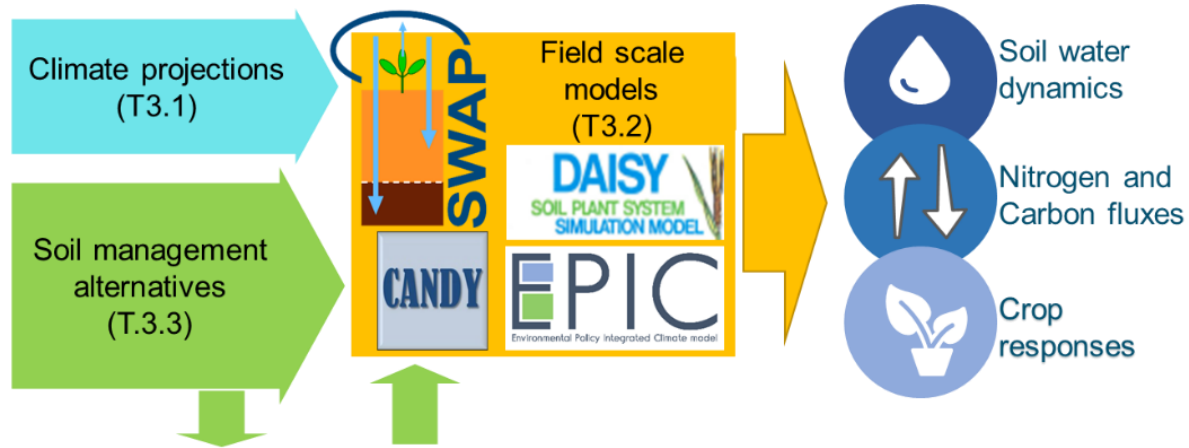 Climate projections
(T3.1)
Soil management
alternatives
(T.3.3)
SWAP
Field scale
models
(T3.2)
DAISY
SOIL PLANT SYSTEM
SIMULATION MODEL
CANDY
EPIC
Environmental Policy Integrated Climate model
Soil water
dynamics
Nitrogen and
Carbon fluxes
Crop
responses